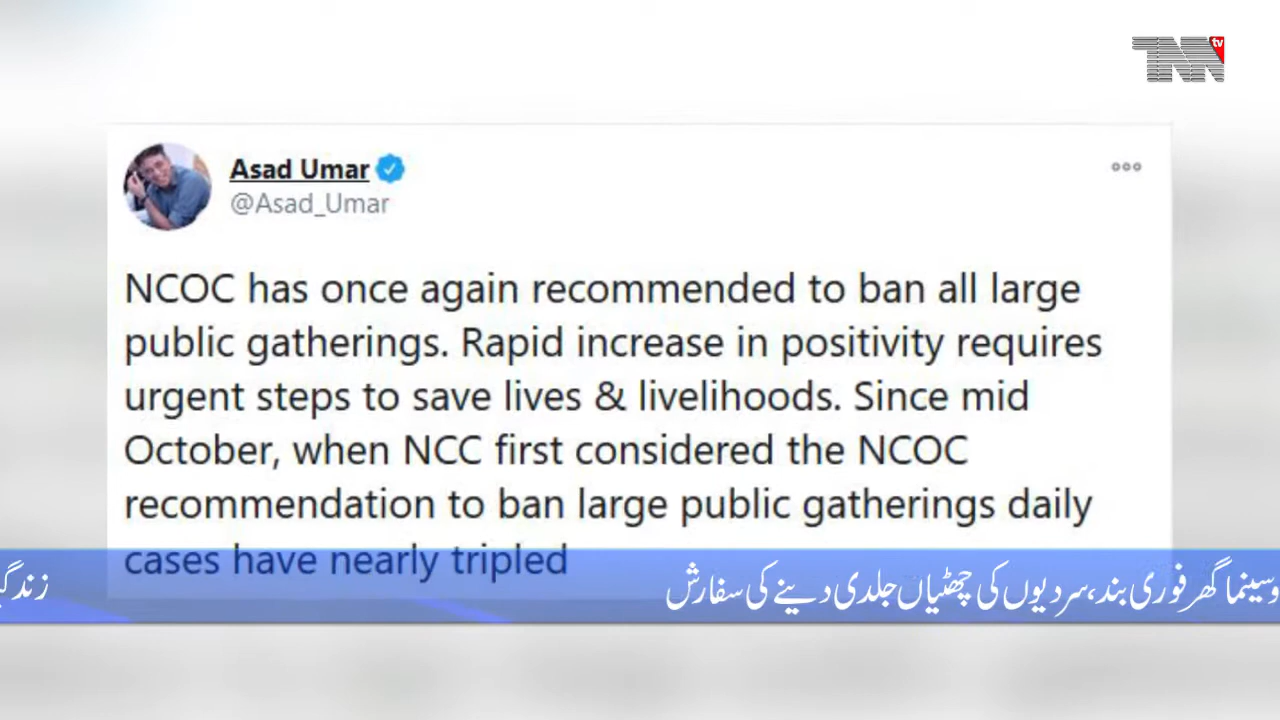 TNN tv
Asad Umar
@Asad_Umar
NCOC has once again recommended to ban all large
public gatherings. Rapid increase in positivity requires
urgent steps to save lives & livelihoods. Since mid
October, when NCC first considered the NCOC
recommendation to ban large public gatherings daily
cases have nearly tripled
وسینما گھر فوری بند، سردیوں کی چھٹیاں جلدی دینے کی سفارش